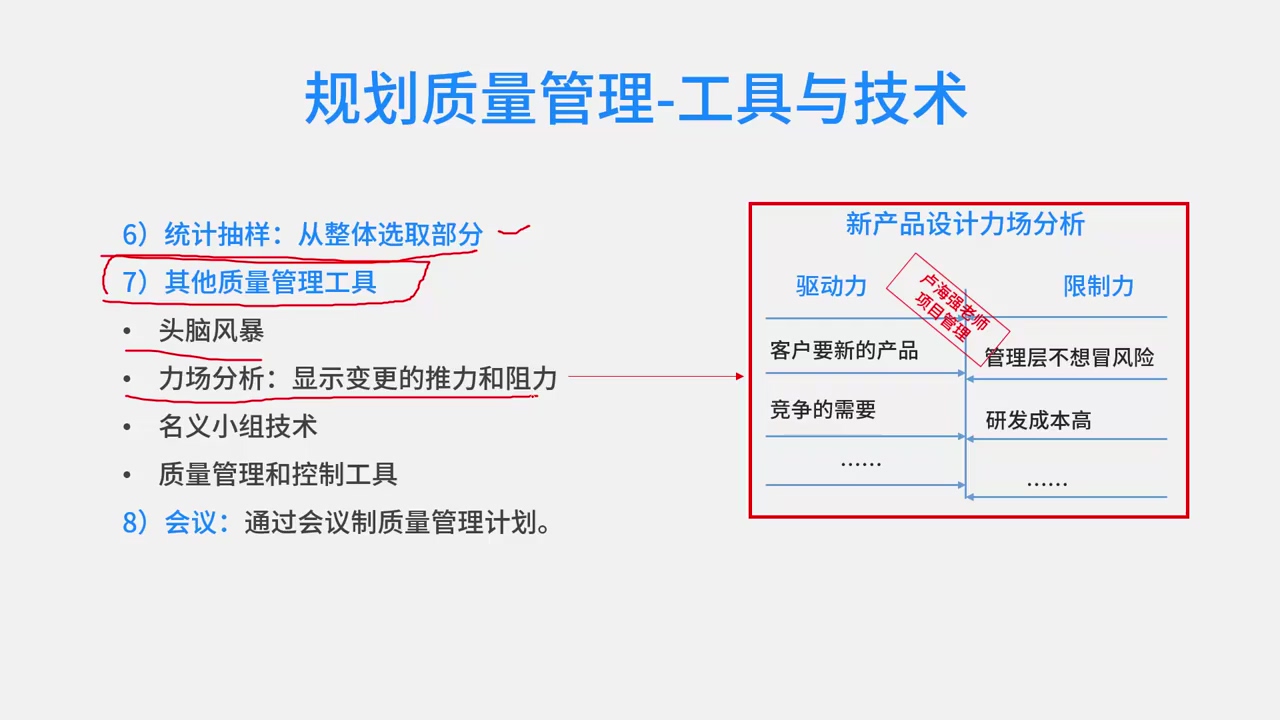 规划质量管理-工具与技术
6）统计抽样：从整体选取部分
7）其他质量管理工具
• 头脑风暴
• 力场分析：显示变更的推力和阻力
• 名义小组技术
• 质量管理和控制工具
8）会议：通过会议制质量管理计划。
新产品设计力场分析
驱动力
限制力
卢海强老师
项目管理
客户要新的产品
管理层不想冒风险
竞争的需要
研发成本高
……
……